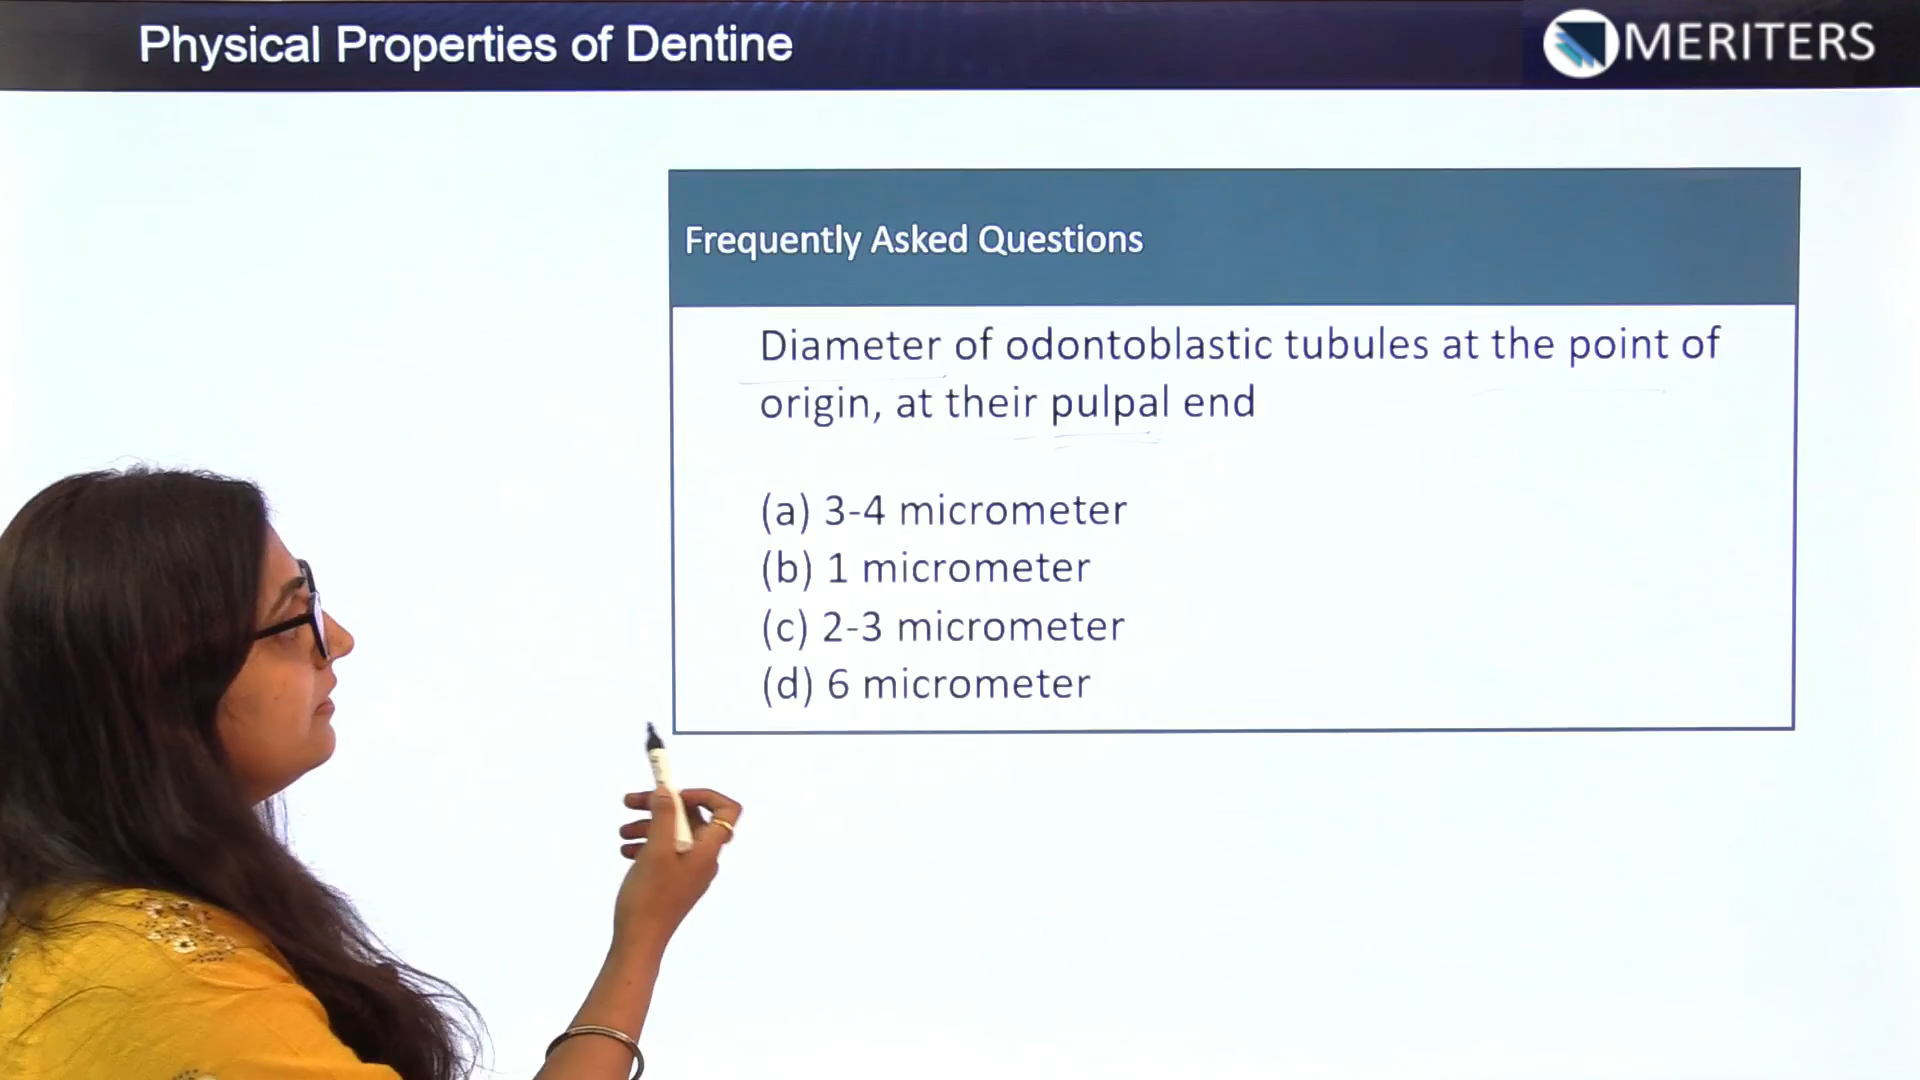 Physical Properties of Dentine
MERITERS
Frequently Asked Questions
Diameter of odontoblastic tubules at the point of
origin, at their pulpal end
(a) 3-4 micrometer
(b) 1 micrometer
(c) 2-3 micrometer
(d) 6 micrometer